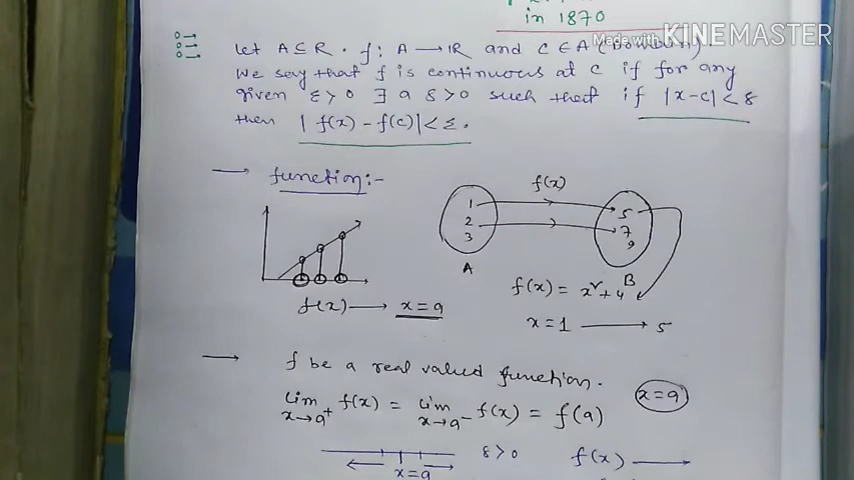 in 1870
Made with KINEMASTER
Let A ⊆ R. f: A → IR and C ∈ A (Domain).
We say that f is continuous at c if for any
given ε > 0 ∃ a δ > 0 such that if |x-c| < δ
then |f(x) - f(c)| < ε.
→ function:-
f(x)
1
2
3
5
7
9
A
B
f(x) = x² + 4
f(x) → x=a
x=1 → 5
→ f be a real valued function.
x=a
lim x→a⁺ f(x) = lim x→a⁻ f(x) = f(a)
x=a
δ>0
f(x) →